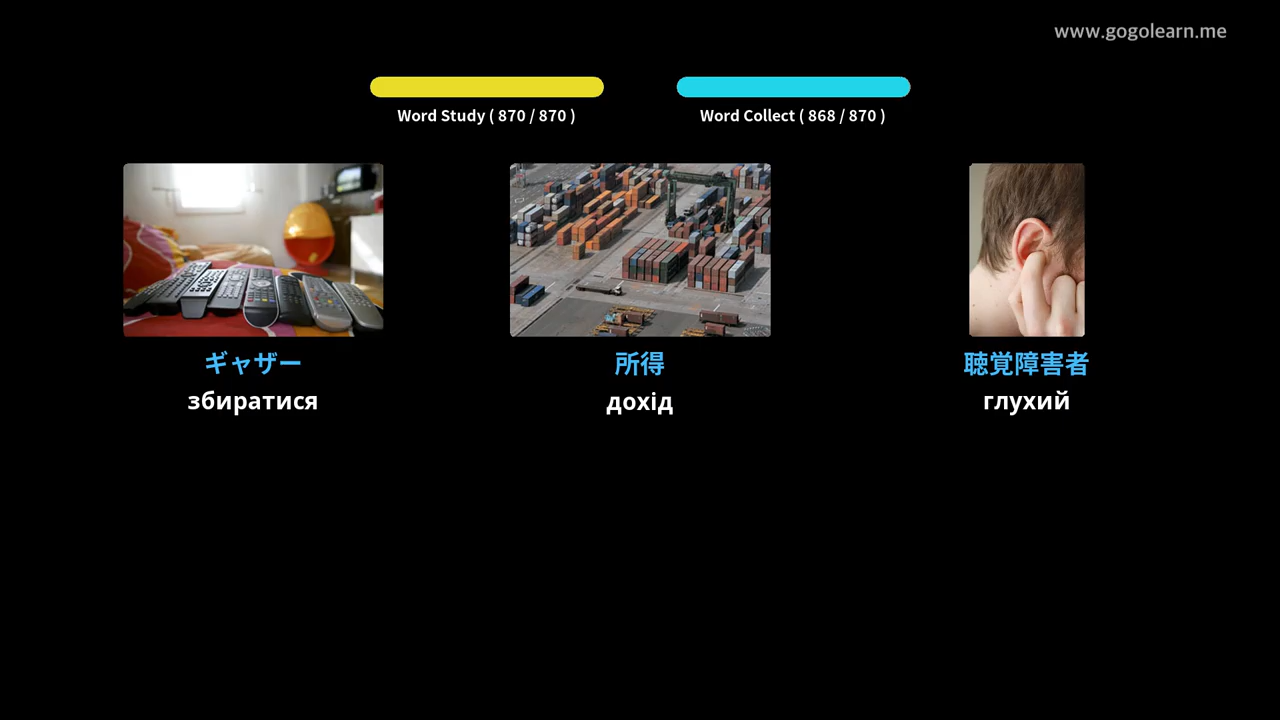 www.gogolearn.me
Word Study ( 870 / 870 )
Word Collect ( 868 / 870 )
ギャザー
збиратися
所得
дохід
聴覚障害者
глухий